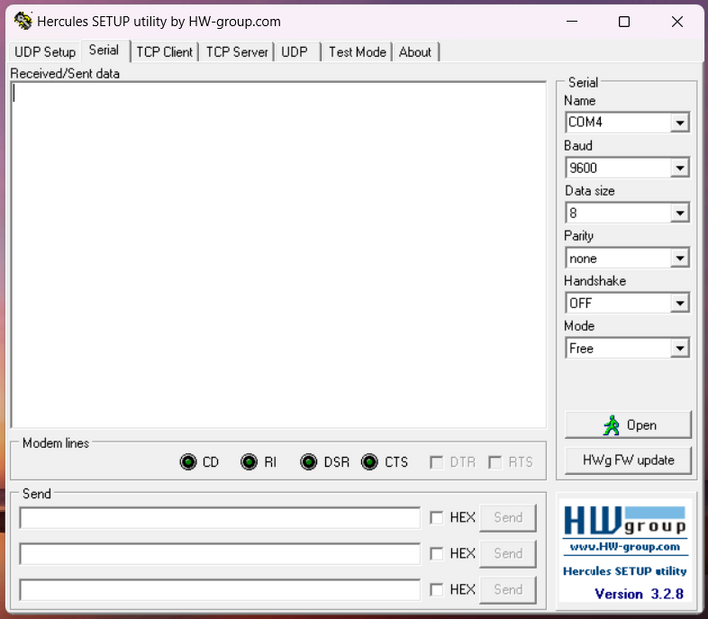 Hercules SETUP utility by HW-group.com
UDP Setup Serial TCP Client TCP Server UDP Test Mode About
Received/Sent data
Serial
Name
COM4
Baud
9600
Data size
8
Parity
none
Handshake
OFF
Mode
Free
Open
HWg FW update
Modem lines
CD RI DSR CTS DTR RTS
Send
HEX Send
HEX Send
HEX Send
HWgroup
www.HW-group.com
Hercules SETUP utility
Version 3.2.8